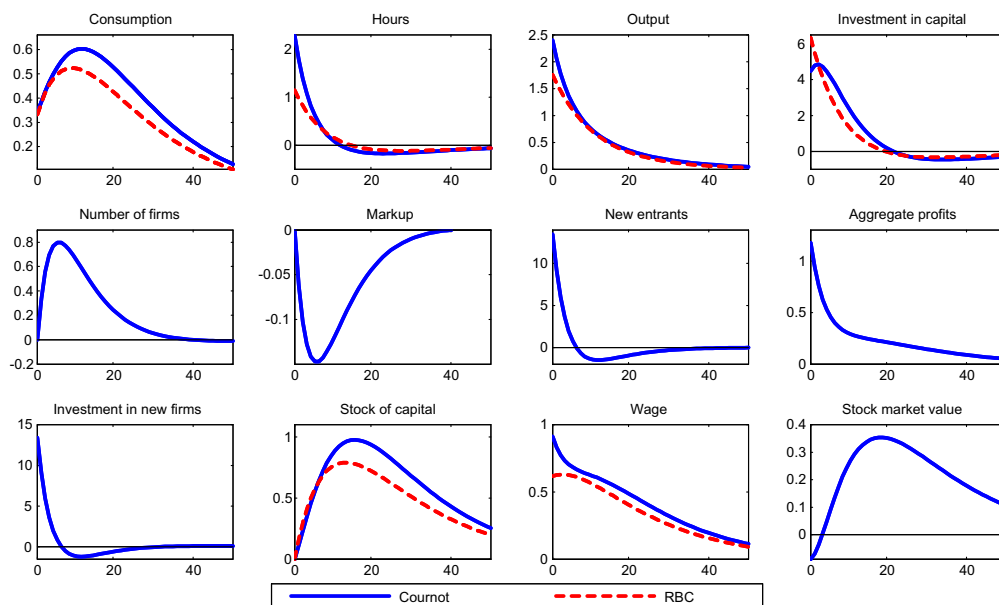 Consumption
0.6
0.5
0.4
0.3
0.2
0 20 40
Hours
2
1
0
0 20 40
Output
2.5
2
1.5
1
0.5
0
0 20 40
Investment in capital
6
4
2
0
0 20 40
Number of firms
0.8
0.6
0.4
0.2
0
-0.2
0 20 40
Markup
0
-0.05
-0.1
0 20 40
New entrants
10
5
0
0 20 40
Aggregate profits
1
0.5
0
0 20 40
Investment in new firms
15
10
5
0
0 20 40
Stock of capital
1
0.5
0
0 20 40
Wage
1
0.5
0
0 20 40
Stock market value
0.4
0.3
0.2
0.1
0
0 20 40
Cournot RBC